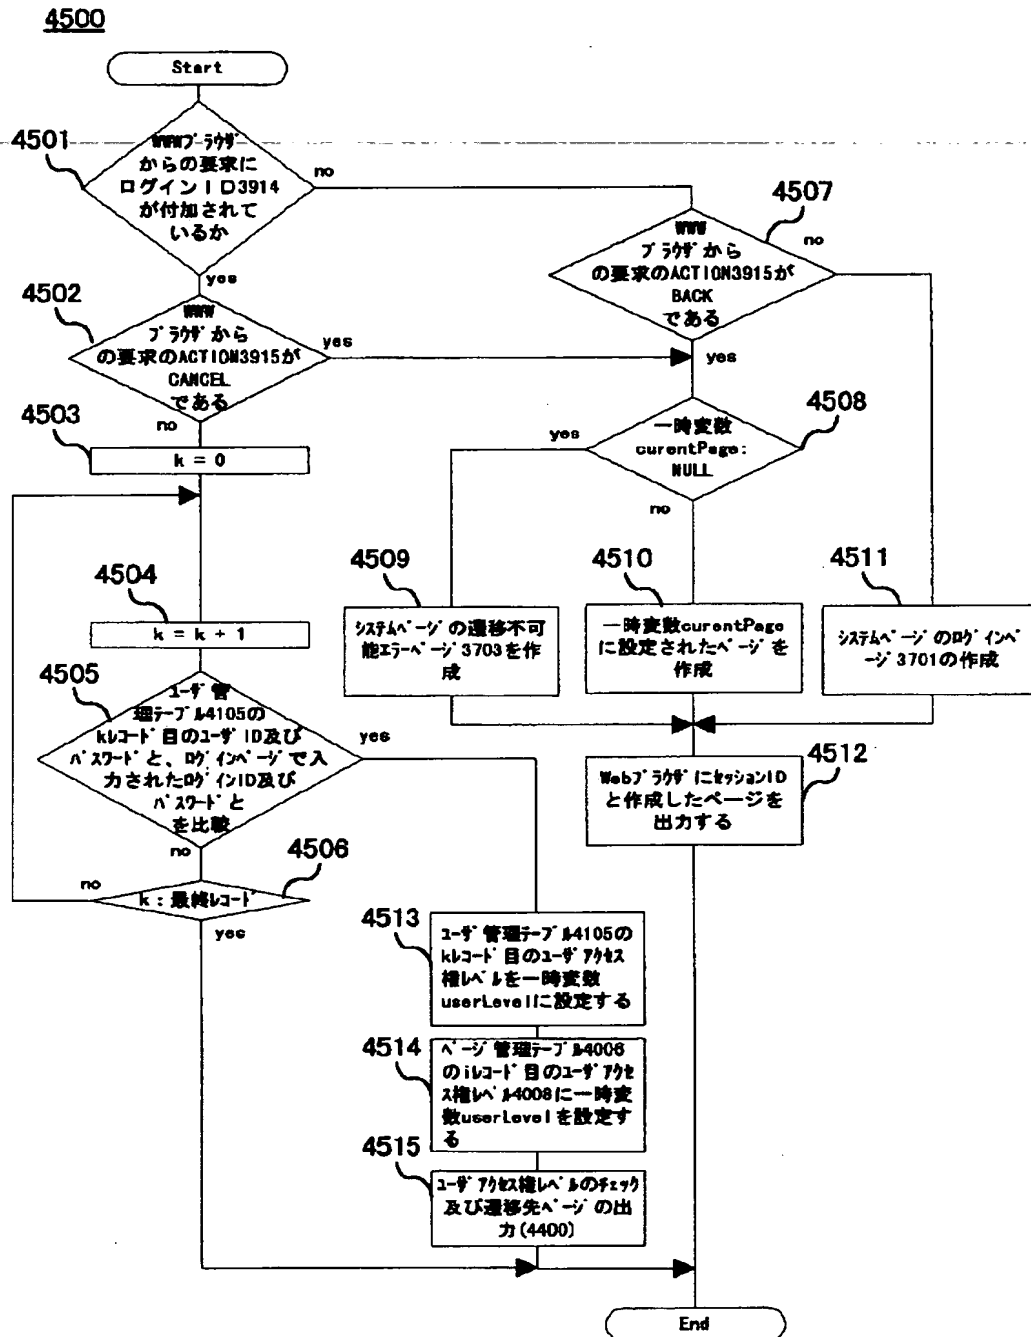 4500
Start
4501
WWWブラウザ
からの要求に
ログインID3914
が付加されて
いるか
no
yes
4507
WWW
ブラウザから
の要求のACTION3915が
BACK
である
no
yes
4502
WWW
ブラウザから
の要求のACTION3915が
CANCEL
である
yes
no
4503
k = 0
4508
一時変数
curentPage:
NULL
yes
no
4504
k = k + 1
4509
システムページの遷移不可
能エラーページ3703を作
成
4510
一時変数curentPage
に設定されたページを
作成
4511
システムページのログインペ
ージ3701の作成
4505
ユーザ管
理テーブル4105の
kレコード目のユーザID及び
パスワードと、ログインページで入
力されたログインID及び
パスワードと
を比較
yes
no
4512
WebブラウザにセッションID
と作成したページを
出力する
4506
k:最終レコード
no
yes
4513
ユーザ管理テーブル4105の
kレコード目のユーザアクセス
権レベルを一時変数
userLevelに設定する
4514
ページ管理テーブル4006
のiレコード目のユーザアクセ
ス権レベル4008に一時変
数userLevelを設定す
る
4515
ユーザアクセス権レベルのチェック
及び遷移先ページの出
力(4400)
End